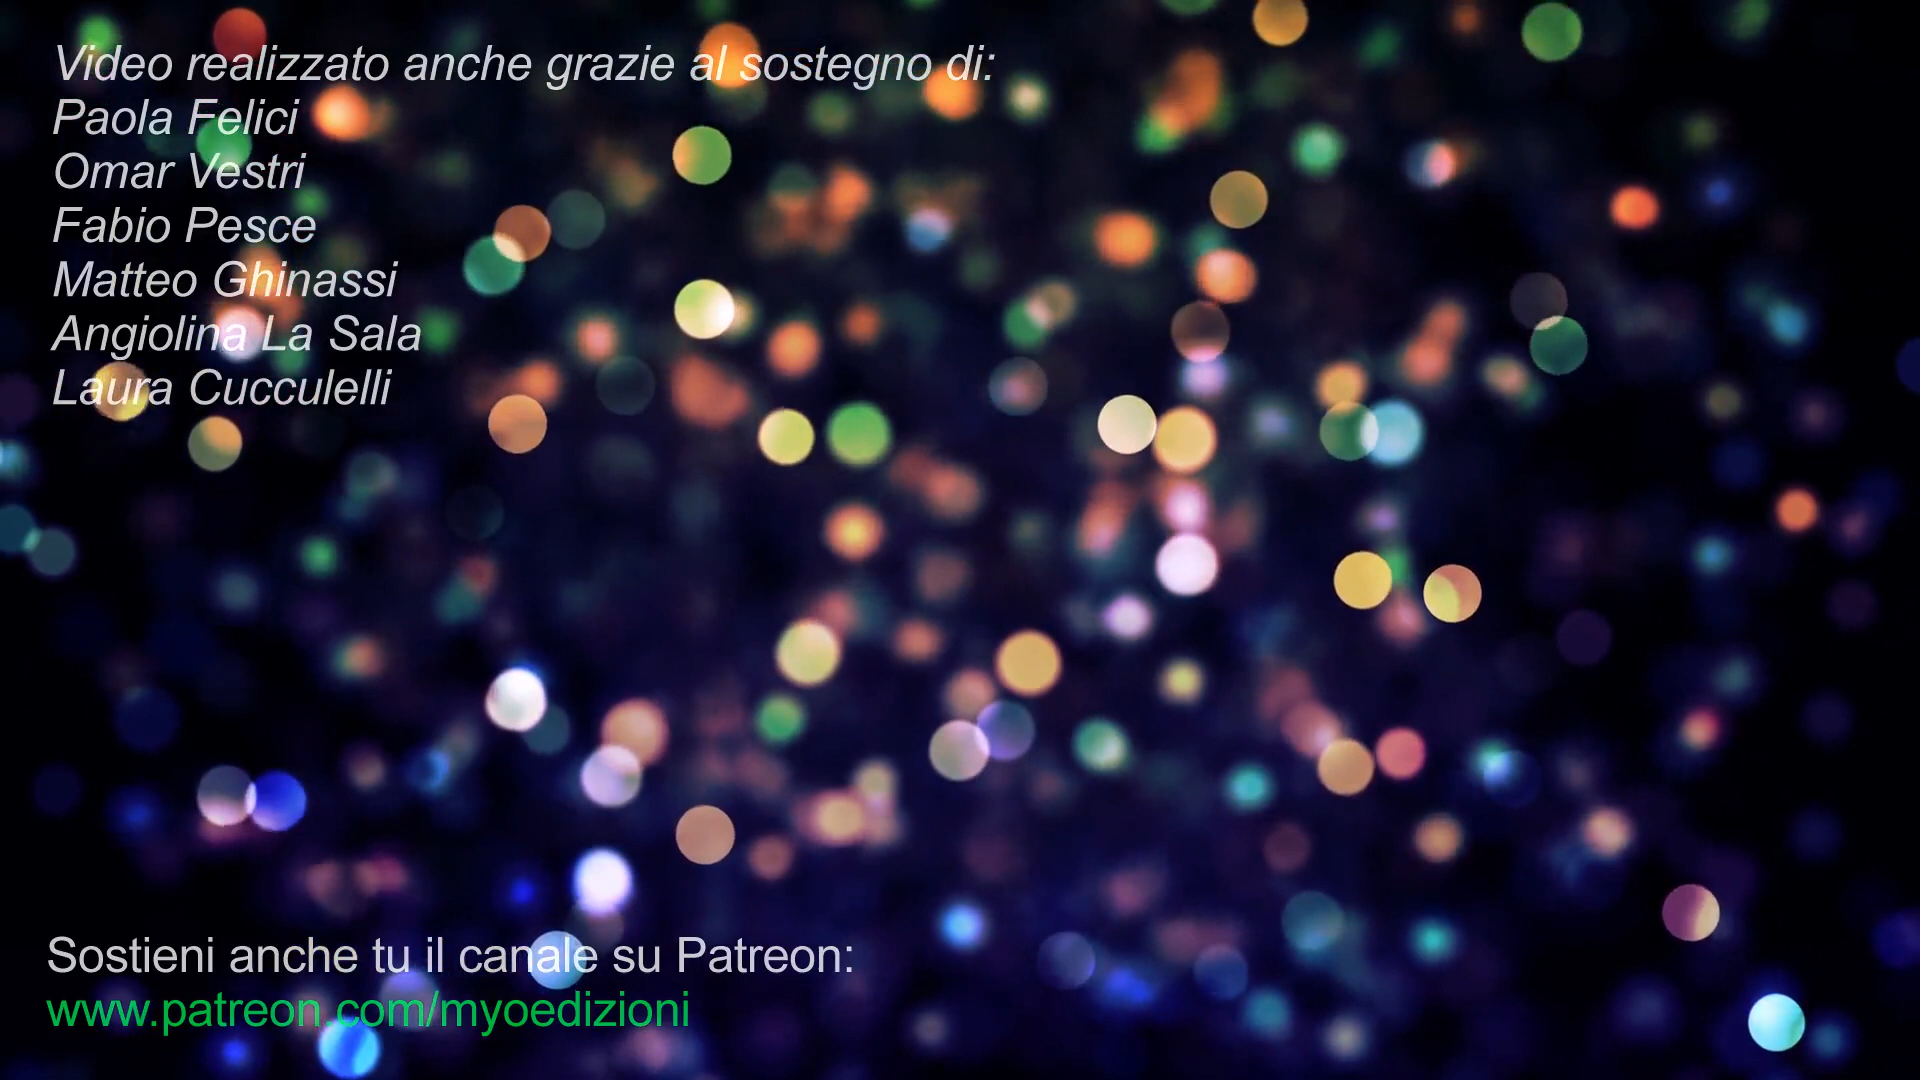 Video realizzato anche grazie al sostegno di:
Paola Felici
Omar Vestri
Fabio Pesce
Matteo Ghinassi
Angiolina La Sala
Laura Cucculelli
Sostieni anche tu il canale su Patreon:
www.patreon.com/myoedizioni